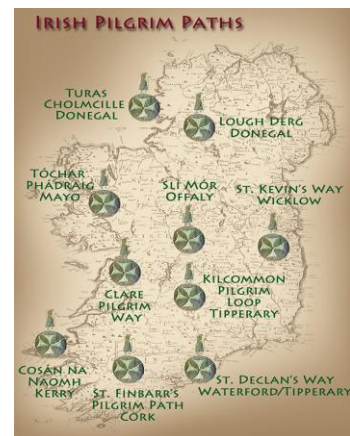 Irish Pilgrim Paths
Turas
Cholmcille
Donegal
Lough Derg
Donegal
Tóchar
Phádraig
Mayo
Slí Mór
Offaly
St. Kevin's Way
Wicklow
Clare
Pilgrim
Way
Kilcommon
Pilgrim
Loop
Tipperary
Cosán na
Naomh
Kerry
St. Finbarr's
Pilgrim Path
Cork
St. Declan's Way
Waterford/Tipperary